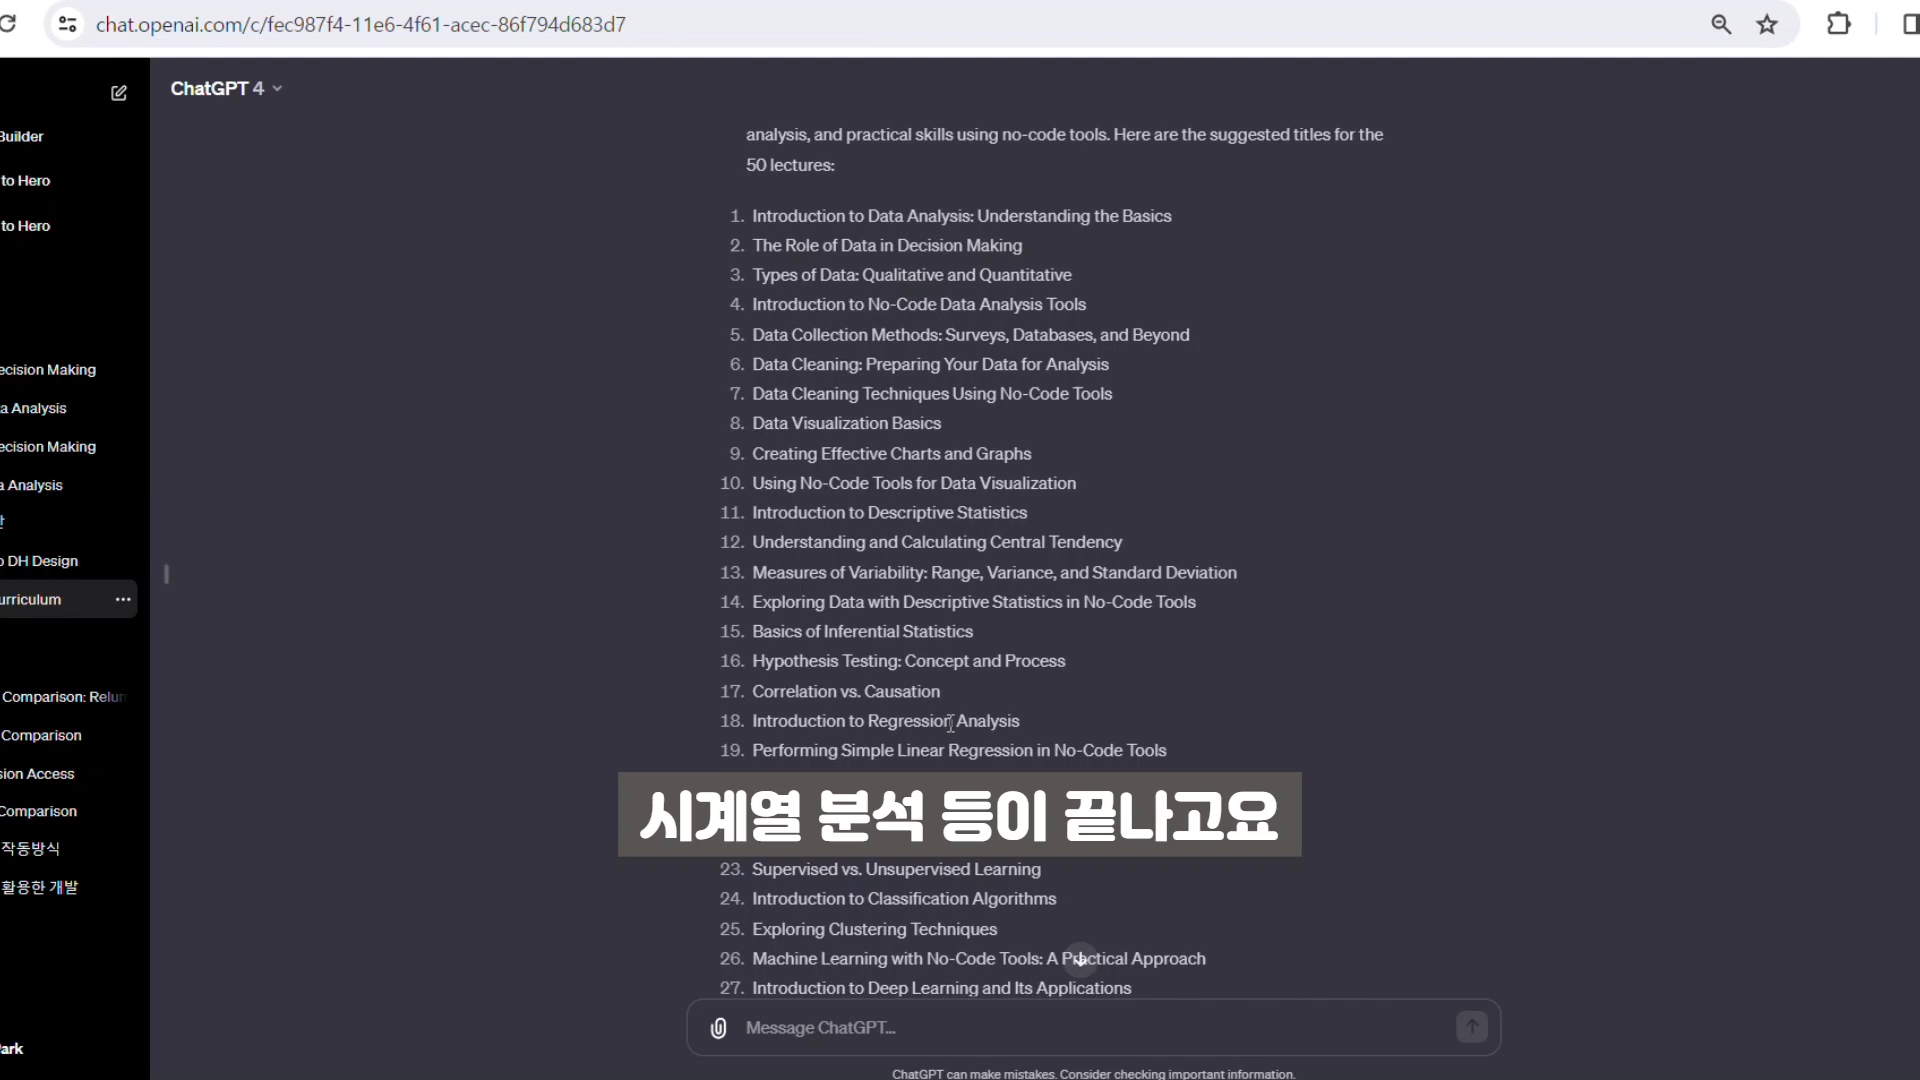 chat.openai.com/c/fec987f4-11e6-4f61-acec-86f794d683d7
ChatGPT 4
Builder
to Hero
to Hero
ecision Making
a Analysis
ecision Making
a Analysis
o DH Design
urriculum
Comparison: Relu
Comparison
sion Access
Comparison
작동방식
활용한 개발
ark
analysis, and practical skills using no-code tools. Here are the suggested titles for the
50 lectures:
1. Introduction to Data Analysis: Understanding the Basics
2. The Role of Data in Decision Making
3. Types of Data: Qualitative and Quantitative
4. Introduction to No-Code Data Analysis Tools
5. Data Collection Methods: Surveys, Databases, and Beyond
6. Data Cleaning: Preparing Your Data for Analysis
7. Data Cleaning Techniques Using No-Code Tools
8. Data Visualization Basics
9. Creating Effective Charts and Graphs
10. Using No-Code Tools for Data Visualization
11. Introduction to Descriptive Statistics
12. Understanding and Calculating Central Tendency
13. Measures of Variability: Range, Variance, and Standard Deviation
14. Exploring Data with Descriptive Statistics in No-Code Tools
15. Basics of Inferential Statistics
16. Hypothesis Testing: Concept and Process
17. Correlation vs. Causation
18. Introduction to Regression Analysis
19. Performing Simple Linear Regression in No-Code Tools
시계열 분석 등이 끝나고요
23. Supervised vs. Unsupervised Learning
24. Introduction to Classification Algorithms
25. Exploring Clustering Techniques
26. Machine Learning with No-Code Tools: A Practical Approach
27. Introduction to Deep Learning and Its Applications
Message ChatGPT...
ChatGPT can make mistakes. Consider checking important information.